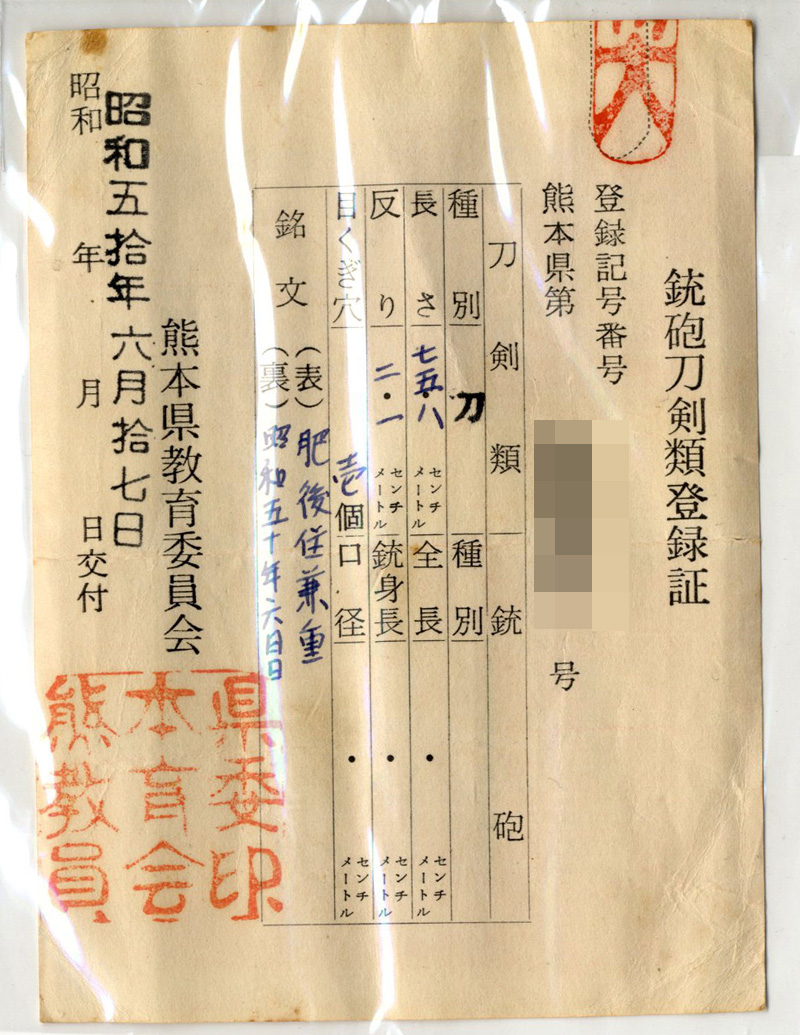 銃砲刀剣類登録証
登録記号番号
熊本県第 号
刀剣類 銃砲
種別 刀 種別
長さ 七五・八 センチメートル 全長 ・ センチメートル
反り 二・一 センチメートル 銃身長 ・ センチメートル
目くぎ穴 壱個 口径 ・ センチメートル
銘文 (表) 肥後住兼重
(裏) 昭和五十年六月日
熊本県教育委員会
昭和五拾年六月拾七日
昭和 年 月 日交付
県委印
本育会
熊教員